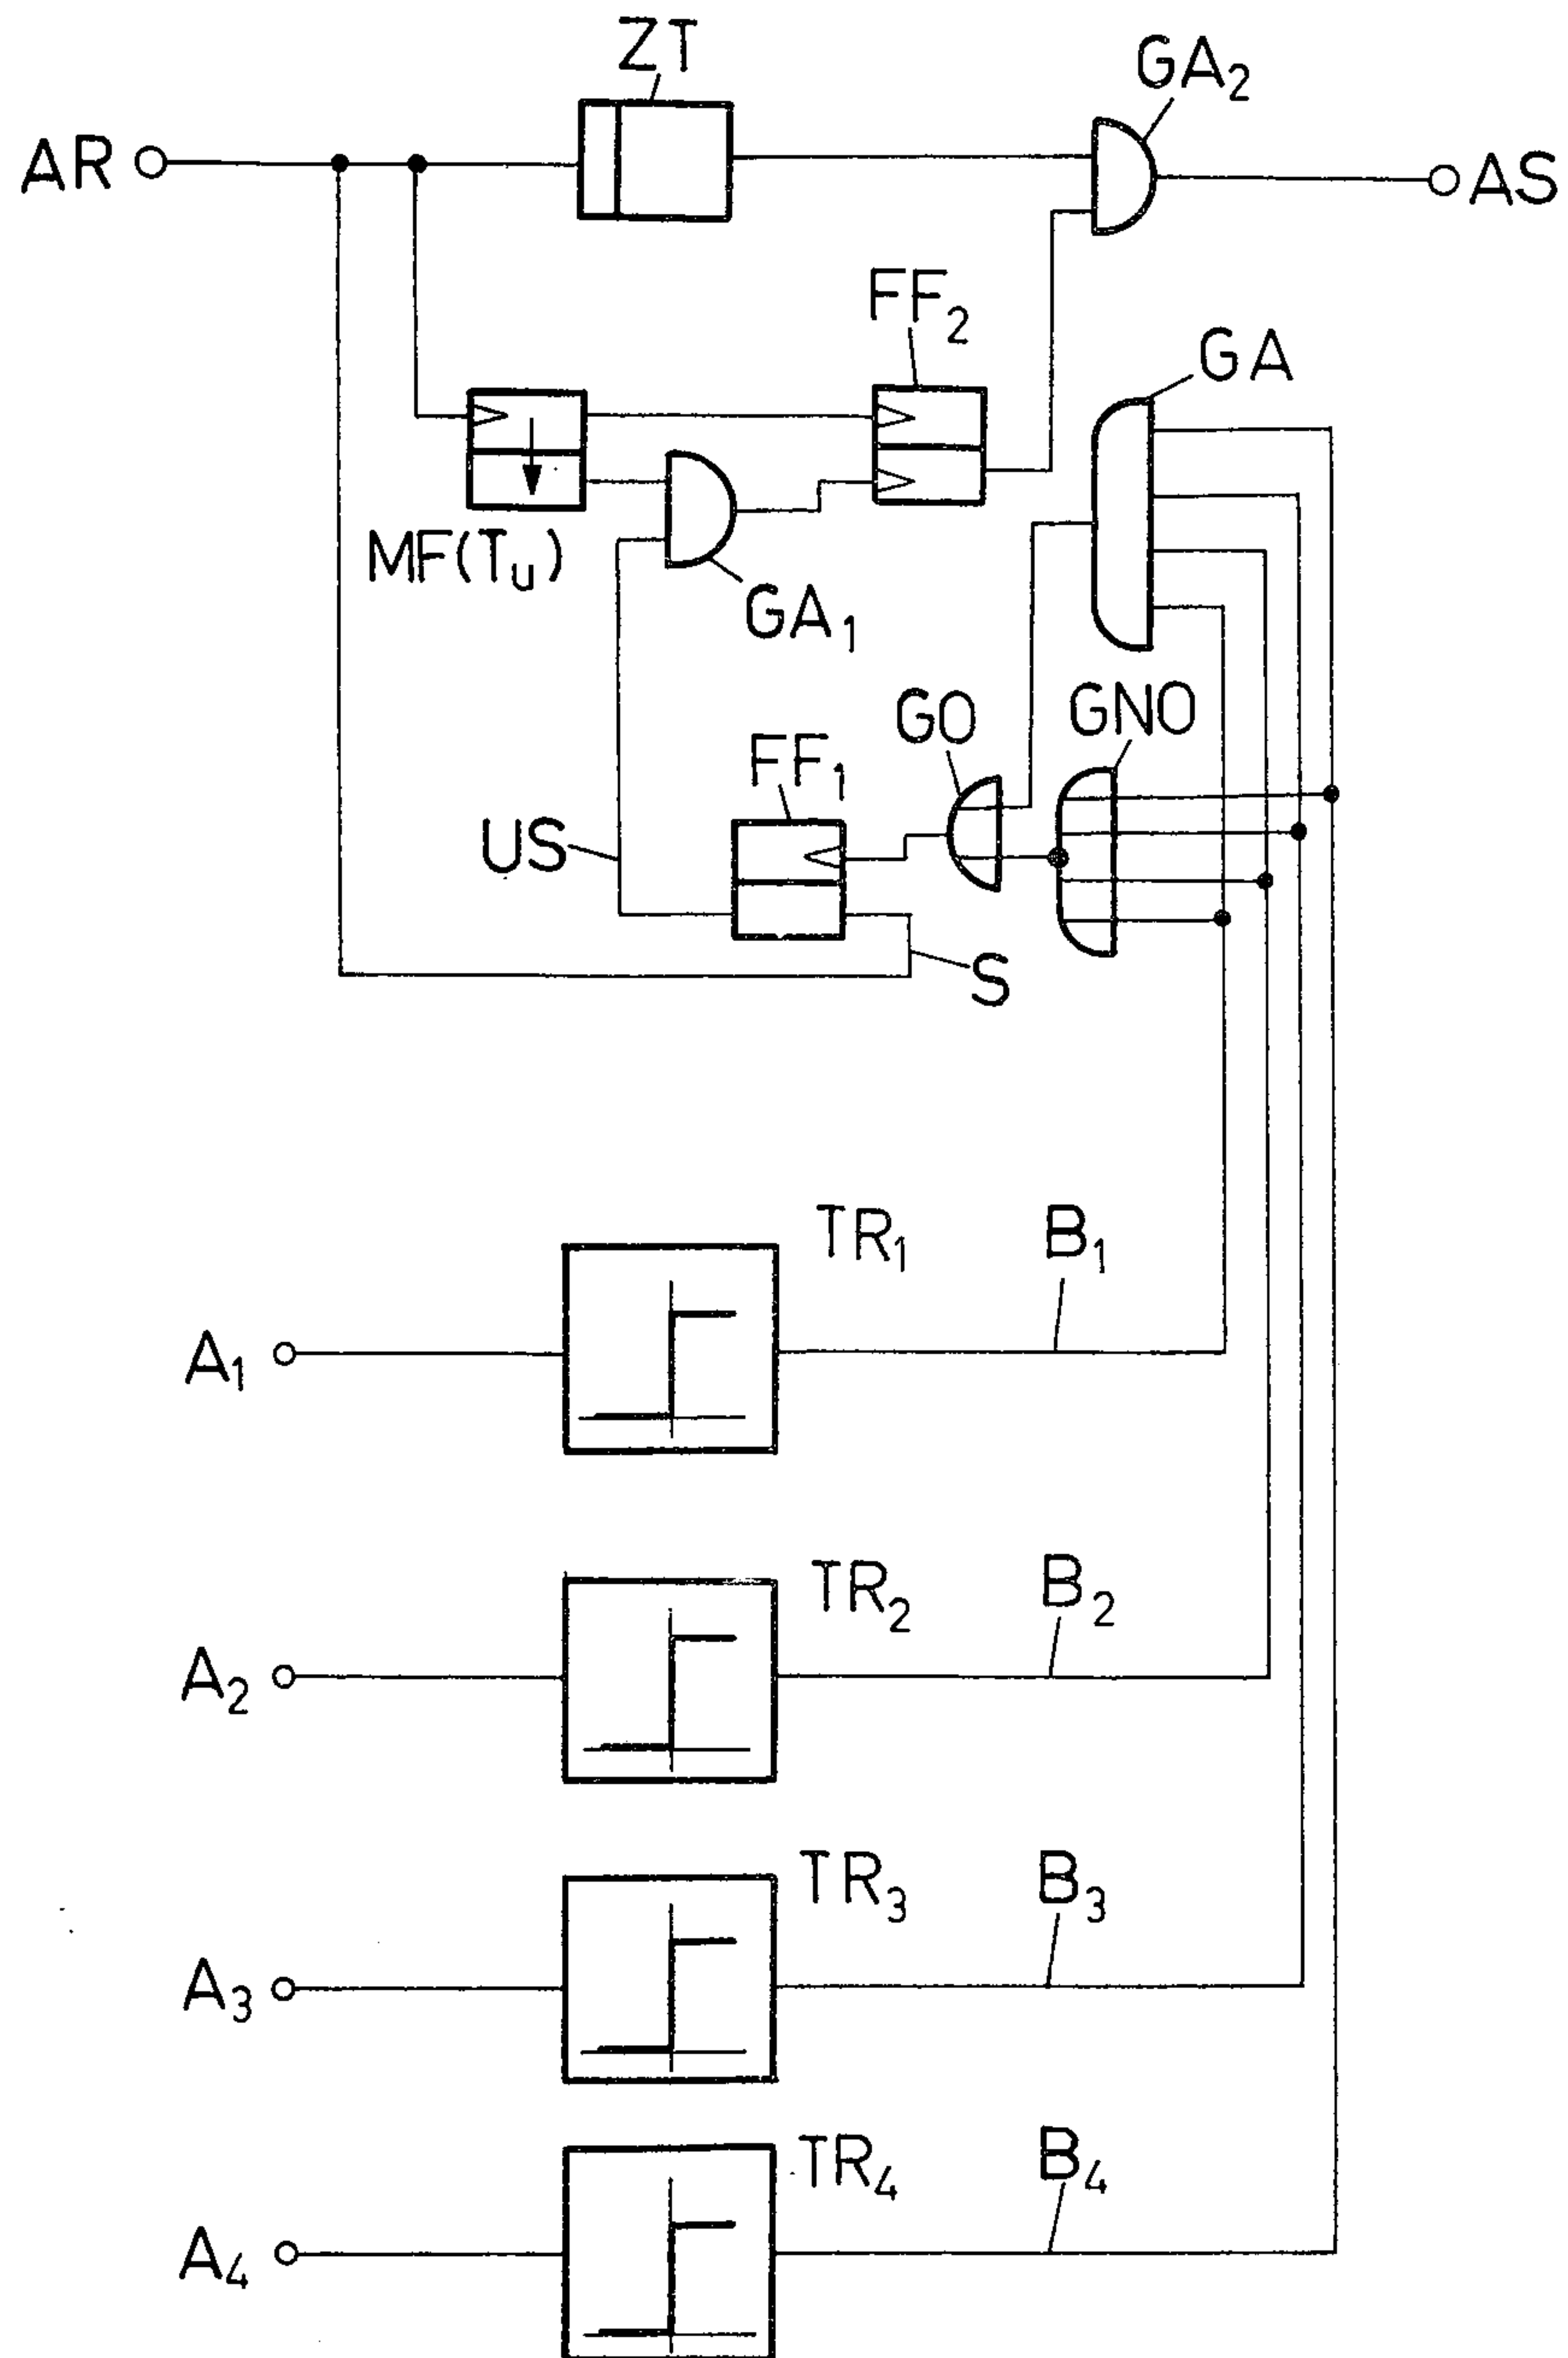 ZT
GA₂
AR
AS
FF₂
GA
MF(Tᵤ)
GA₁
GO
GNO
FF₁
US
S
TR₁
B₁
A₁
TR₂
B₂
A₂
TR₃
B₃
A₃
TR₄
B₄
A₄